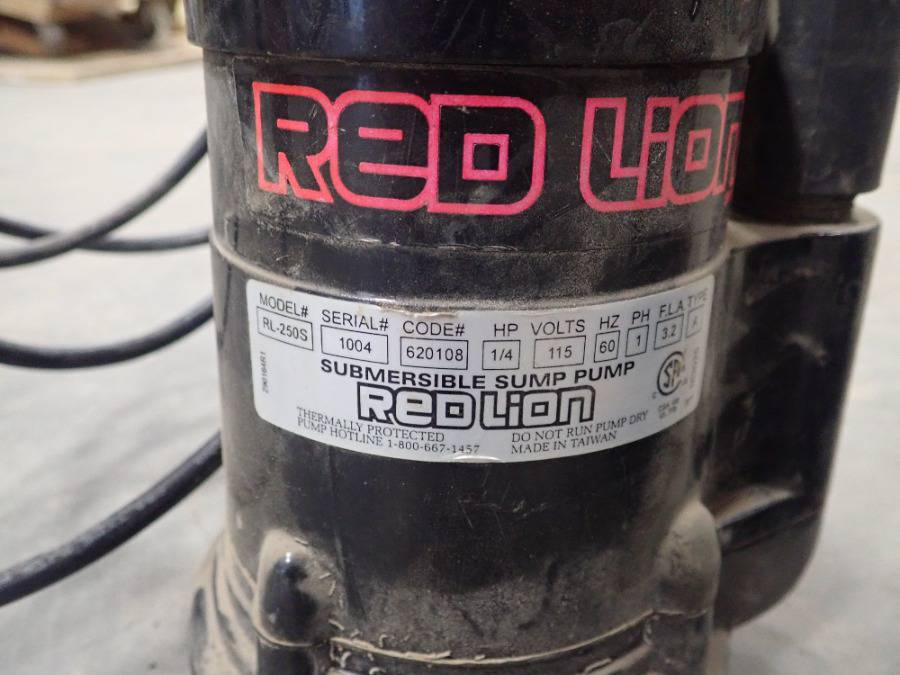 RED LION
MODEL# SERIAL# CODE# HP VOLTS HZ PH F.L.A TYPE
RL-250S 1004 620108 1/4 115 60 1 3.2 A
SUBMERSIBLE SUMP PUMP
RED LION
THERMALLY PROTECTED DO NOT RUN PUMP DRY
PUMP HOTLINE 1-800-667-1457 MADE IN TAIWAN